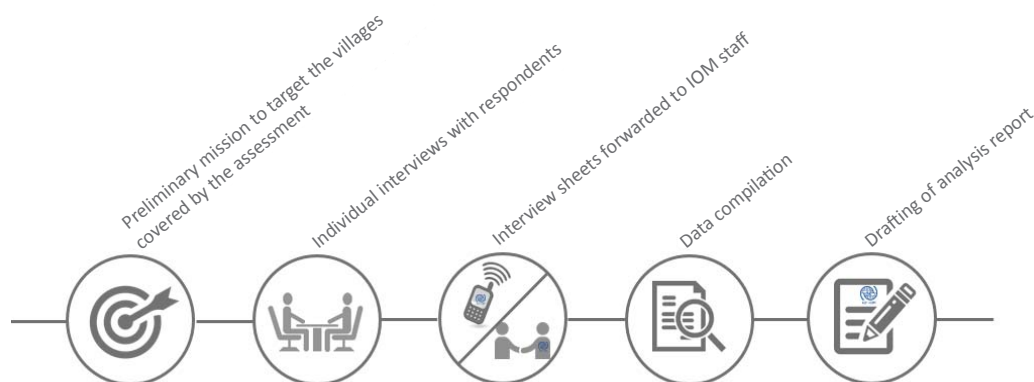 Preliminary mission to target the villages
covered by the assessment
Individual interviews with respondents
Interview sheets forwarded to IOM staff
Data compilation
Drafting of analysis report